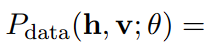 P_data(h, v; θ) =